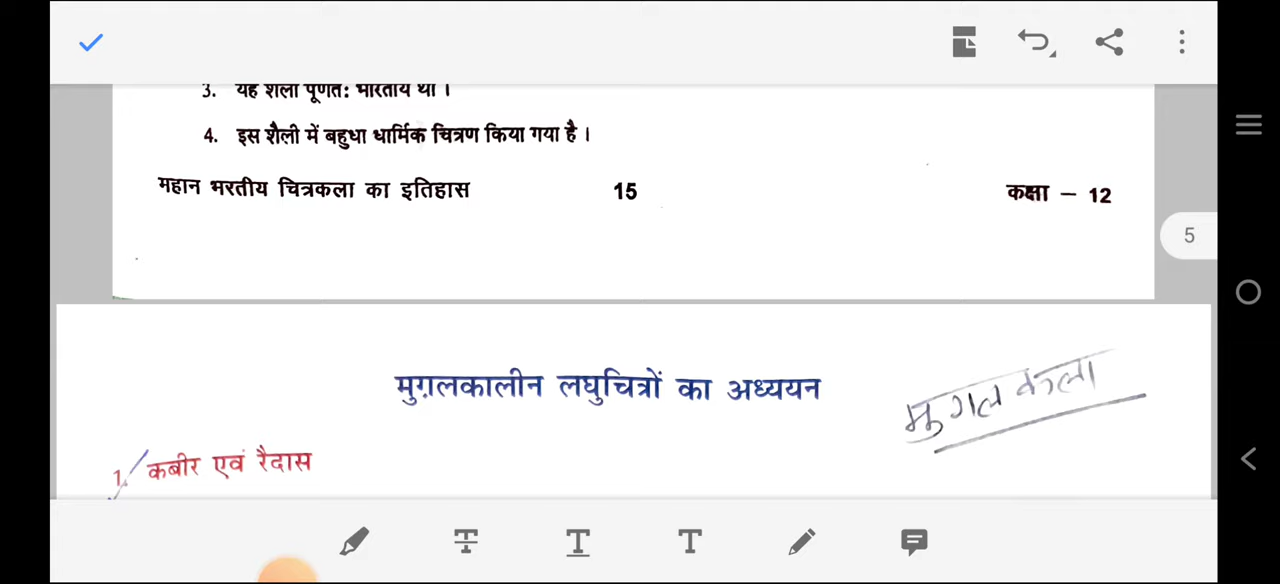 3. यह शैली पूर्णत: भारतीय थी।
4. इस शैली में बहुधा धार्मिक चित्रण किया गया है।
महान भरतीय चित्रकला का इतिहास 15 कक्षा – 12
5
मुग़लकालीन लघुचित्रों का अध्ययन
मुगल कला
1. कबीर एवं रैदास
T T T